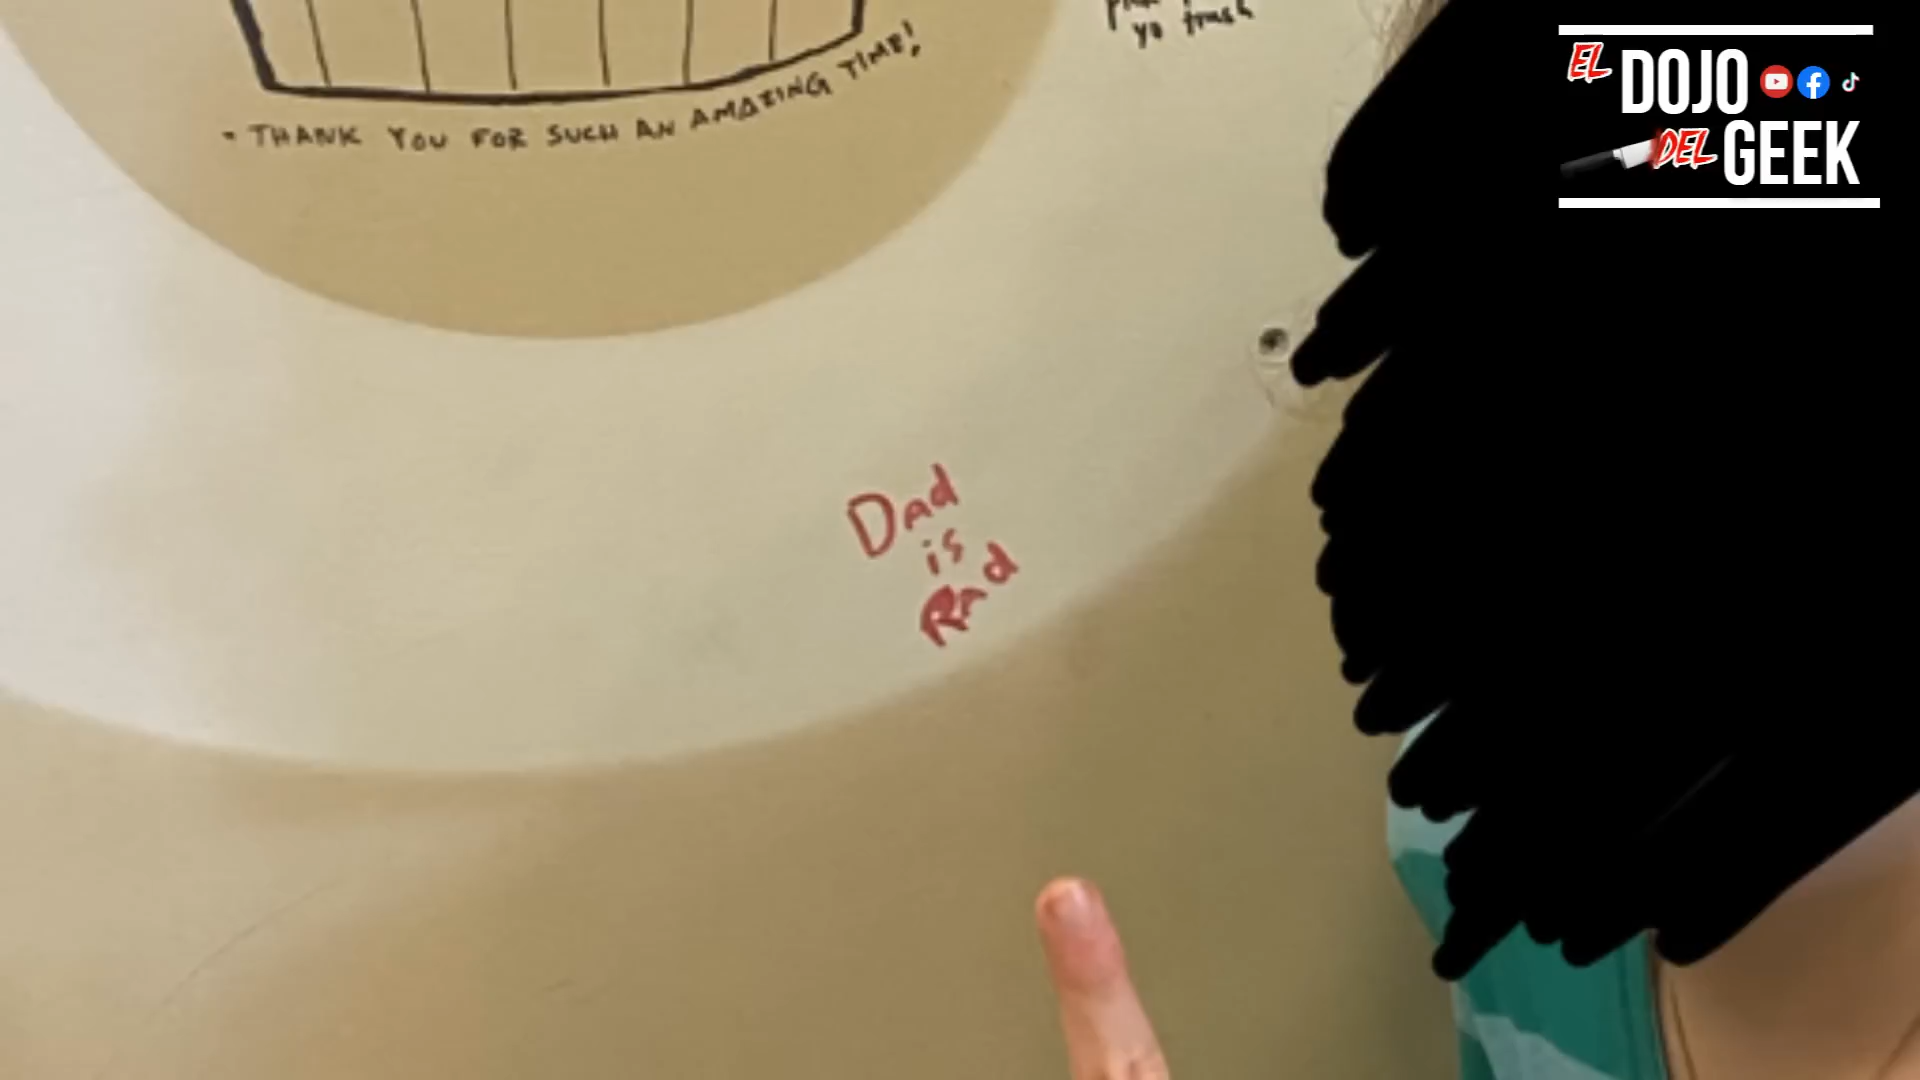 yo trash
- THANK YOU FOR SUCH AN AMAZING TIME!
Dad
is
Rad
EL DOJO
DEL GEEK